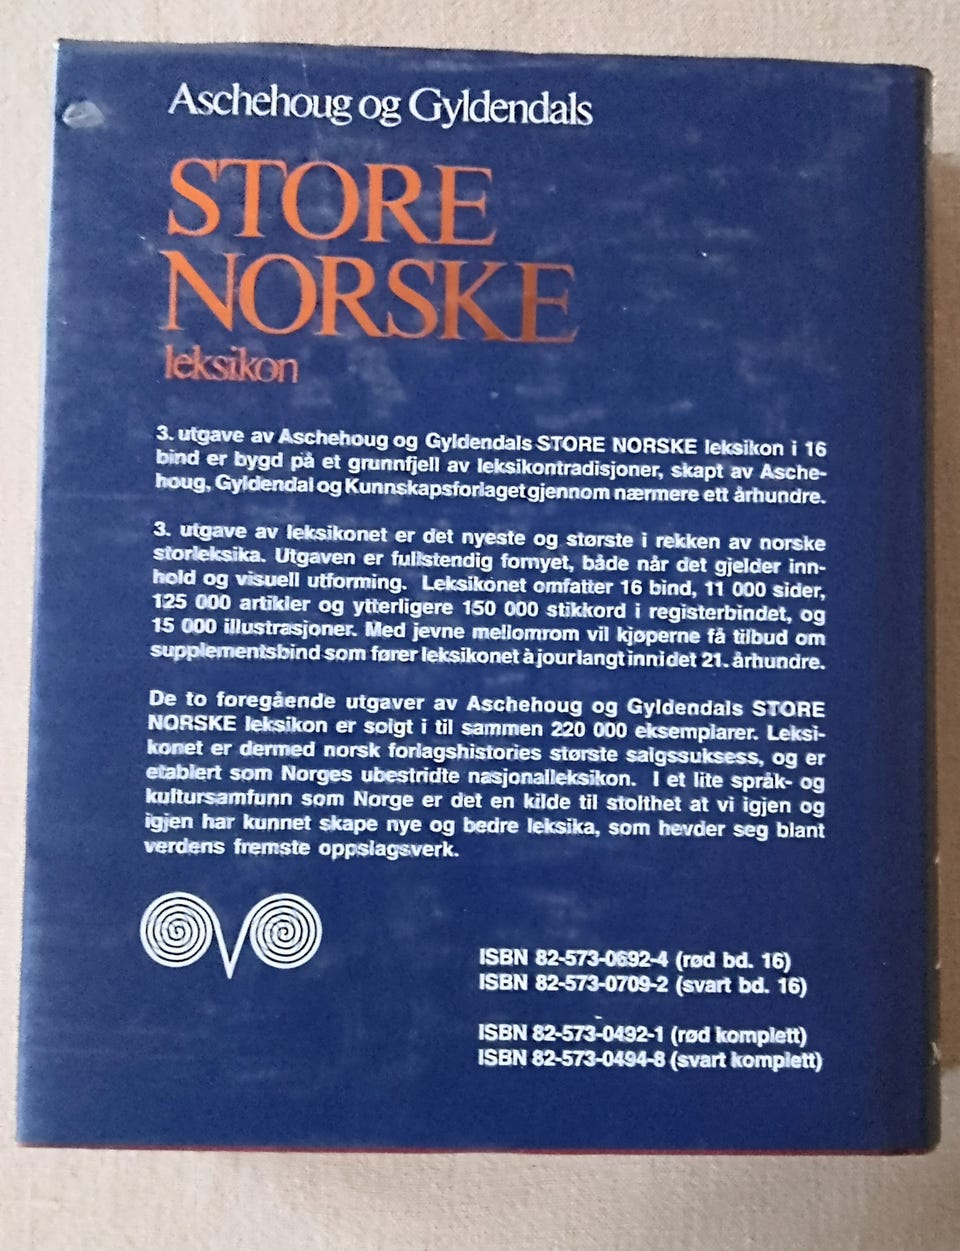 Aschehoug og Gyldendals
STORE
NORSKE
leksikon
3. utgave av Aschehoug og Gyldendals STORE NORSKE leksikon i 16
bind er bygd på et grunnfjell av leksikontradisjoner, skapt av Asche-
houg, Gyldendal og Kunnskapsforlaget gjennom nærmere ett århundre.
3. utgave av leksikonet er det nyeste og største i rekken av norske
storleksika. Utgaven er fullstendig fornyet, både når det gjelder inn-
hold og visuell utforming. Leksikonet omfatter 16 bind, 11 000 sider,
125 000 artikler og ytterligere 150 000 stikkord i registerbindet, og
15 000 illustrasjoner. Med jevne mellomrom vil kjøperne få tilbud om
supplementsbind som fører leksikonet à jour langt inn i det 21. århundre.
De to foregående utgaver av Aschehoug og Gyldendals STORE
NORSKE leksikon er solgt i til sammen 220 000 eksemplarer. Leksi-
konet er dermed norsk forlagshistories største salgssuksess, og er
etablert som Norges ubestridte nasjonalleksikon. I et lite språk- og
kultursamfunn som Norge er det en kilde til stolthet at vi igjen og
igjen har kunnet skape nye og bedre leksika, som hevder seg blant
verdens fremste oppslagsverk.
ISBN 82-573-0692-4 (rød bd. 16)
ISBN 82-573-0709-2 (svart bd. 16)
ISBN 82-573-0492-1 (rød komplett)
ISBN 82-573-0494-8 (svart komplett)